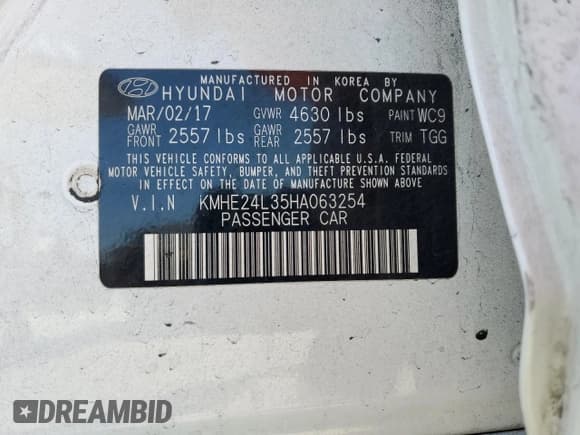 MANUFACTURED IN KOREA BY
HYUNDAI MOTOR COMPANY
MAR/02/17 GVWR 4630 lbs PAINT WC9
GAWR FRONT 2557 lbs GAWR REAR 2557 lbs TRIM TGG
THIS VEHICLE CONFORMS TO ALL APPLICABLE U.S.A. FEDERAL
MOTOR VEHICLE SAFETY, BUMPER, AND THEFT PREVENTION STANDARDS
IN EFFECT ON THE DATE OF MANUFACTURE SHOWN ABOVE.
V.I.N KMHE24L35HA063254
PASSENGER CAR
DREAMBID